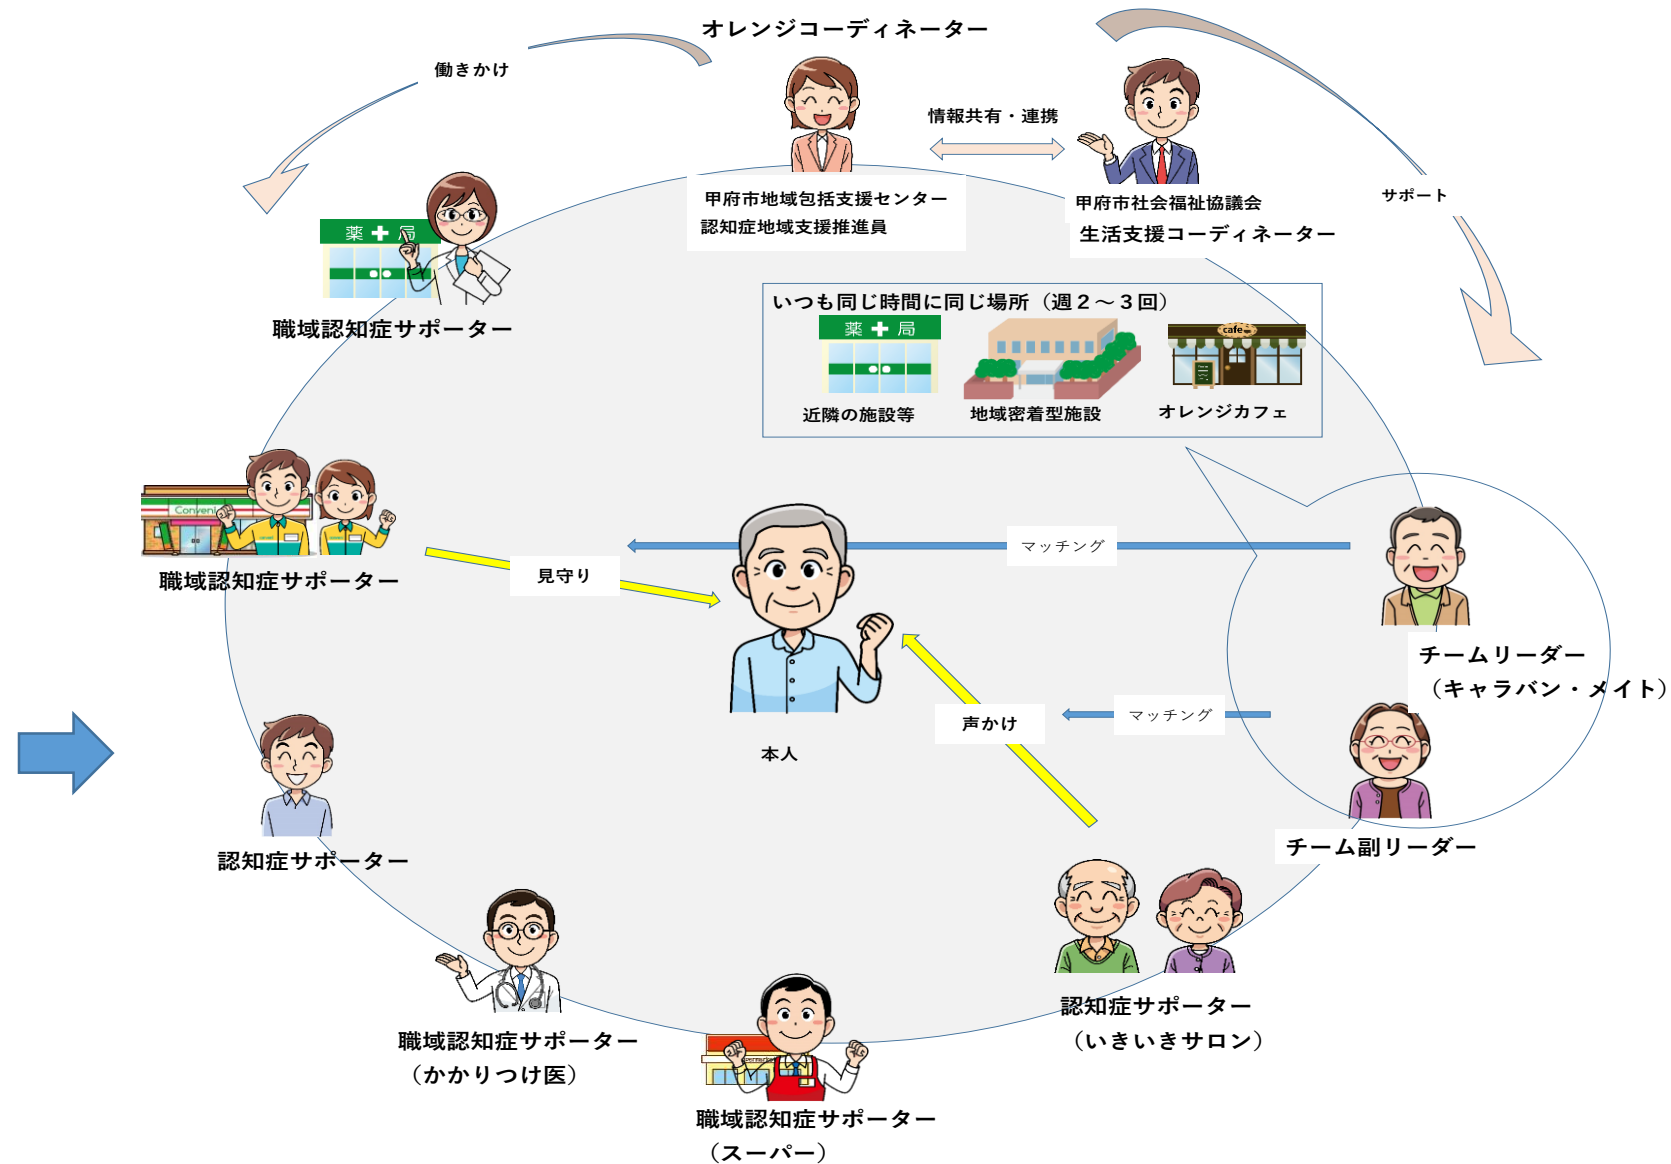 オレンジコーディネーター
働きかけ
情報共有・連携
サポート
甲府市地域包括支援センター
認知症地域支援推進員
甲府市社会福祉協議会
生活支援コーディネーター
薬 局
職域認知症サポーター
いつも同じ時間に同じ場所（週２～３回）
薬 局
cafe
近隣の施設等
地域密着型施設
オレンジカフェ
Conveni
職域認知症サポーター
見守り
マッチング
チームリーダー
（キャラバン・メイト）
声かけ
マッチング
本人
チーム副リーダー
認知症サポーター
認知症サポーター
（いきいきサロン）
職域認知症サポーター
（かかりつけ医）
permarket
職域認知症サポーター
（スーパー）